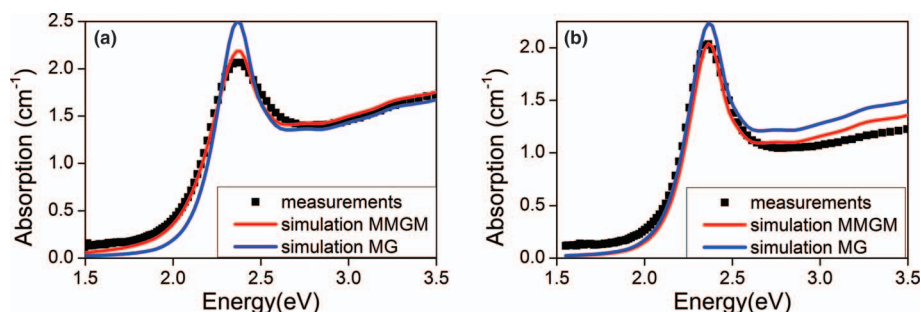 (a)
Absorption (cm-1)
2.5
2.0
1.5
1.0
0.5
0.0
measurements
simulation MMGM
simulation MG
1.5 2.0 2.5 3.0 3.5
Energy(eV)
(b)
Absorption (cm-1)
2.0
1.5
1.0
0.5
0.0
measurements
simulation MMGM
simulation MG
1.5 2.0 2.5 3.0 3.5
Energy(eV)